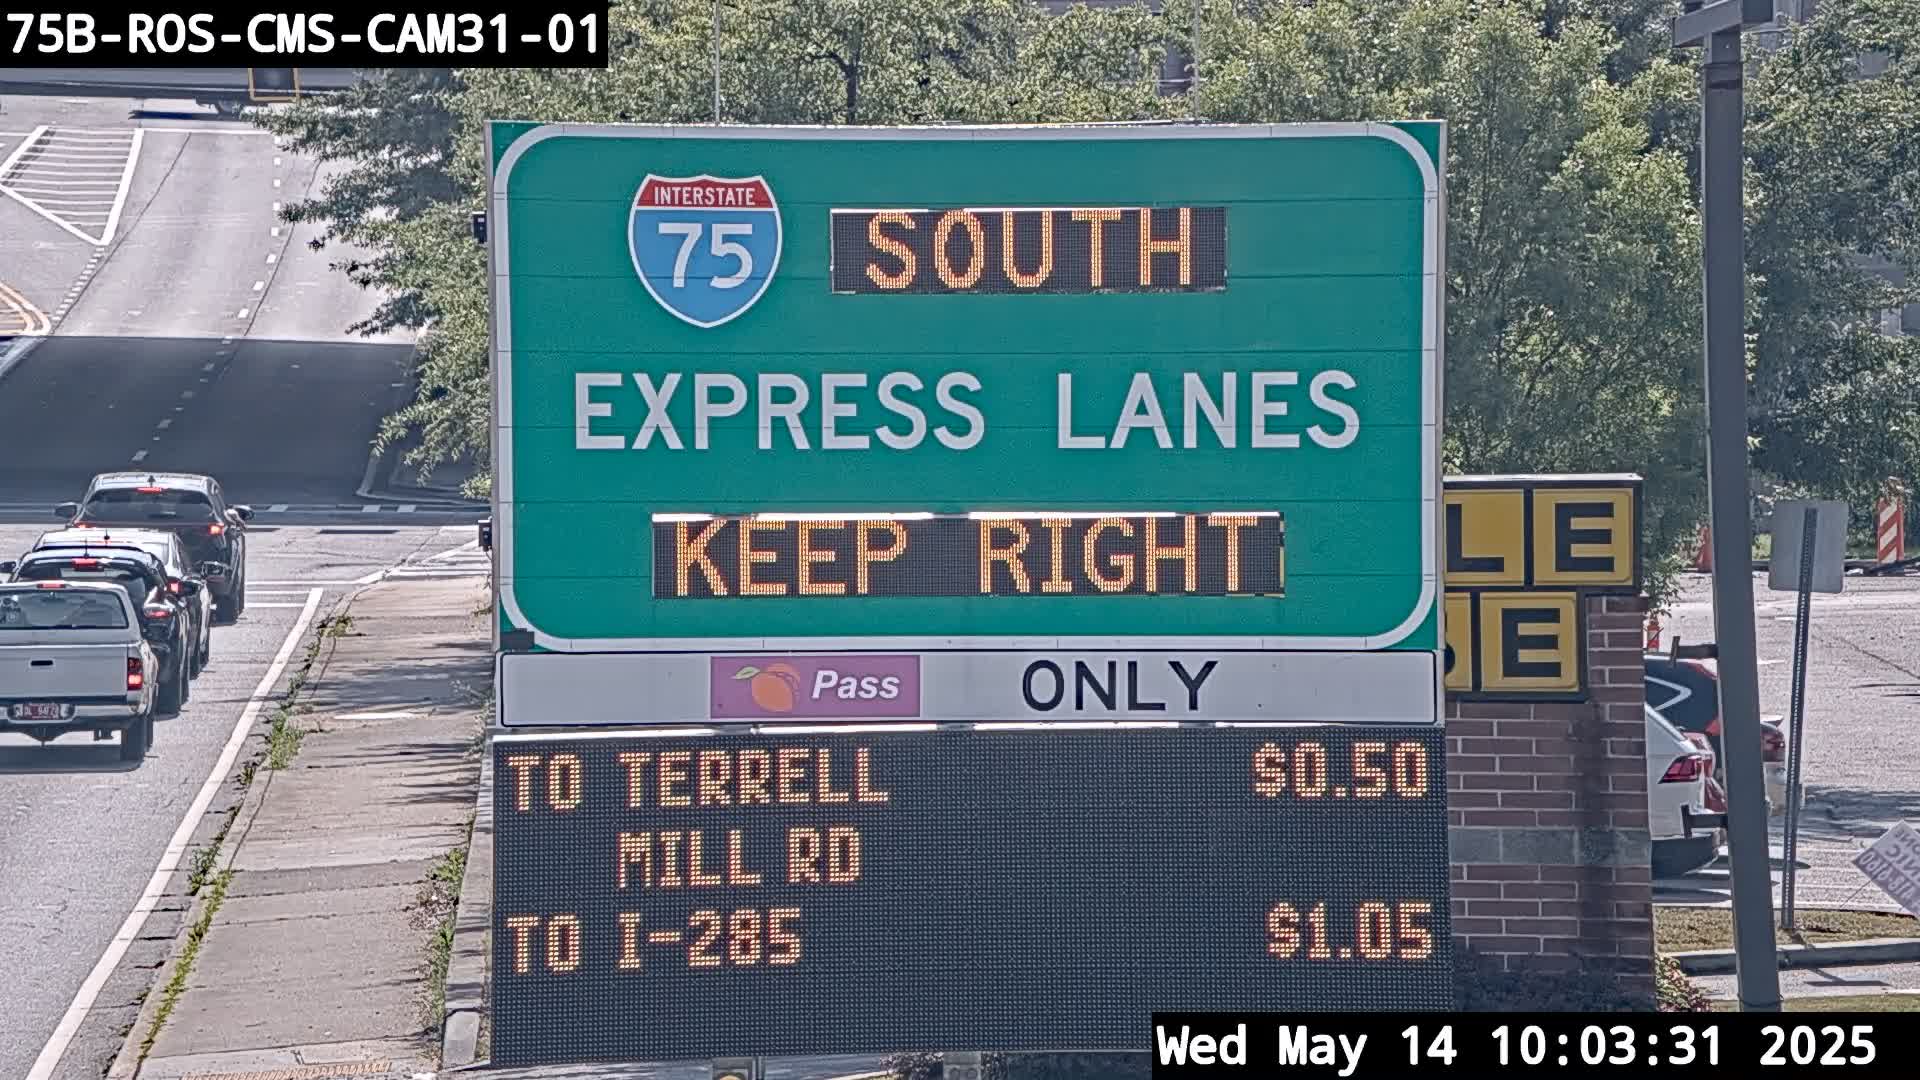 75B-ROS-CMS-CAM31-01
INTERSTATE
75
SOUTH
EXPRESS LANES
KEEP RIGHT
Pass ONLY
LE
E
TO TERRELL $0.50
MILL RD
TO I-285 $1.05
Wed May 14 10:03:31 2025